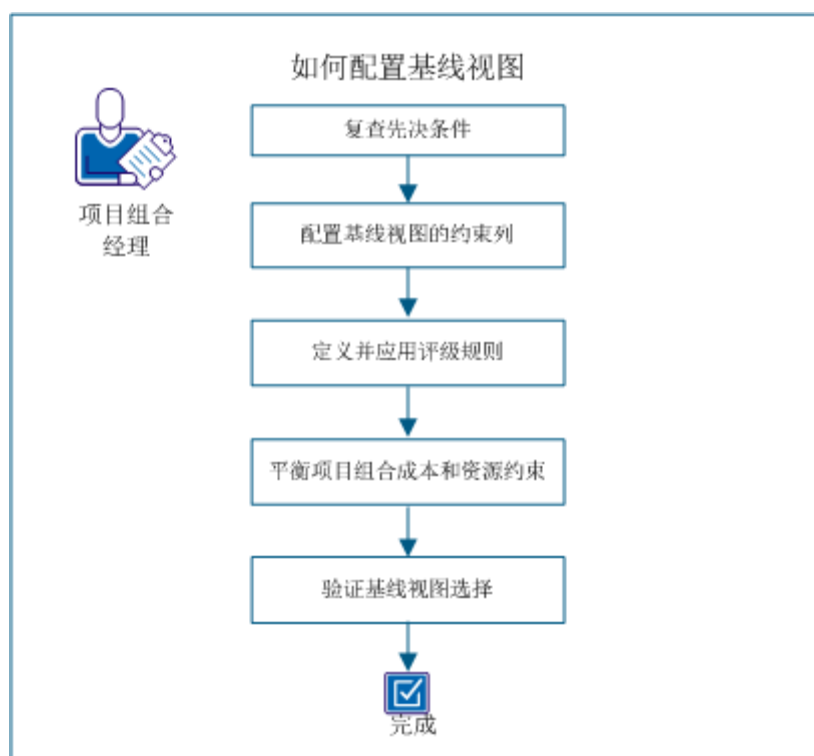 如何配置基线视图
项目组合
经理
复查先决条件
配置基线视图的约束列
定义并应用评级规则
平衡项目组合成本和资源约束
验证基线视图选择
完成